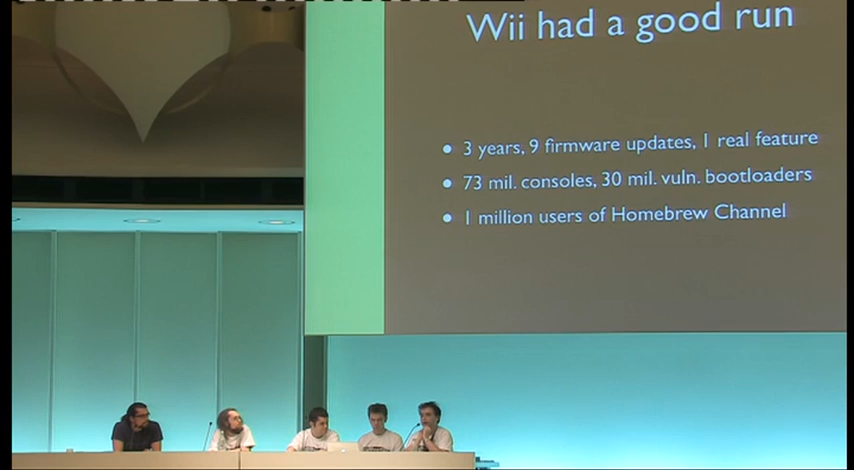 Wii had a good run
• 3 years, 9 firmware updates, 1 real feature
• 73 mil. consoles, 30 mil. vuln. bootloaders
• 1 million users of Homebrew Channel